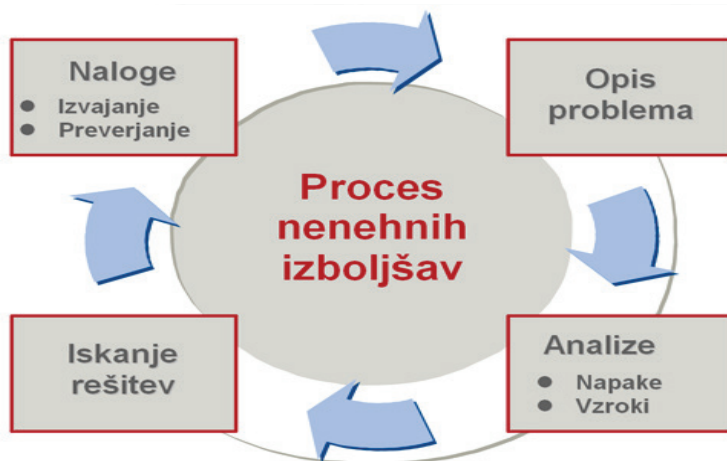 Naloge
● Izvajanje
● Preverjanje
Opis
problema
Proces
nenehnih
izboljšav
Iskanje
rešitev
Analize
● Napake
● Vzroki